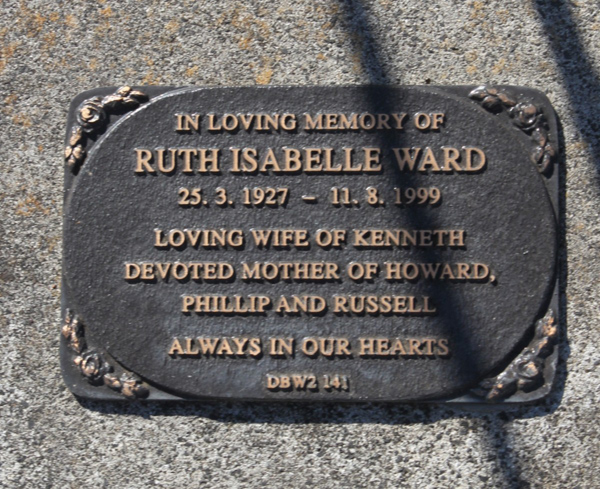 IN LOVING MEMORY OF
RUTH ISABELLE WARD
25. 3. 1927 – 11. 8. 1999
LOVING WIFE OF KENNETH
DEVOTED MOTHER OF HOWARD,
PHILLIP AND RUSSELL
ALWAYS IN OUR HEARTS
DBW2 141